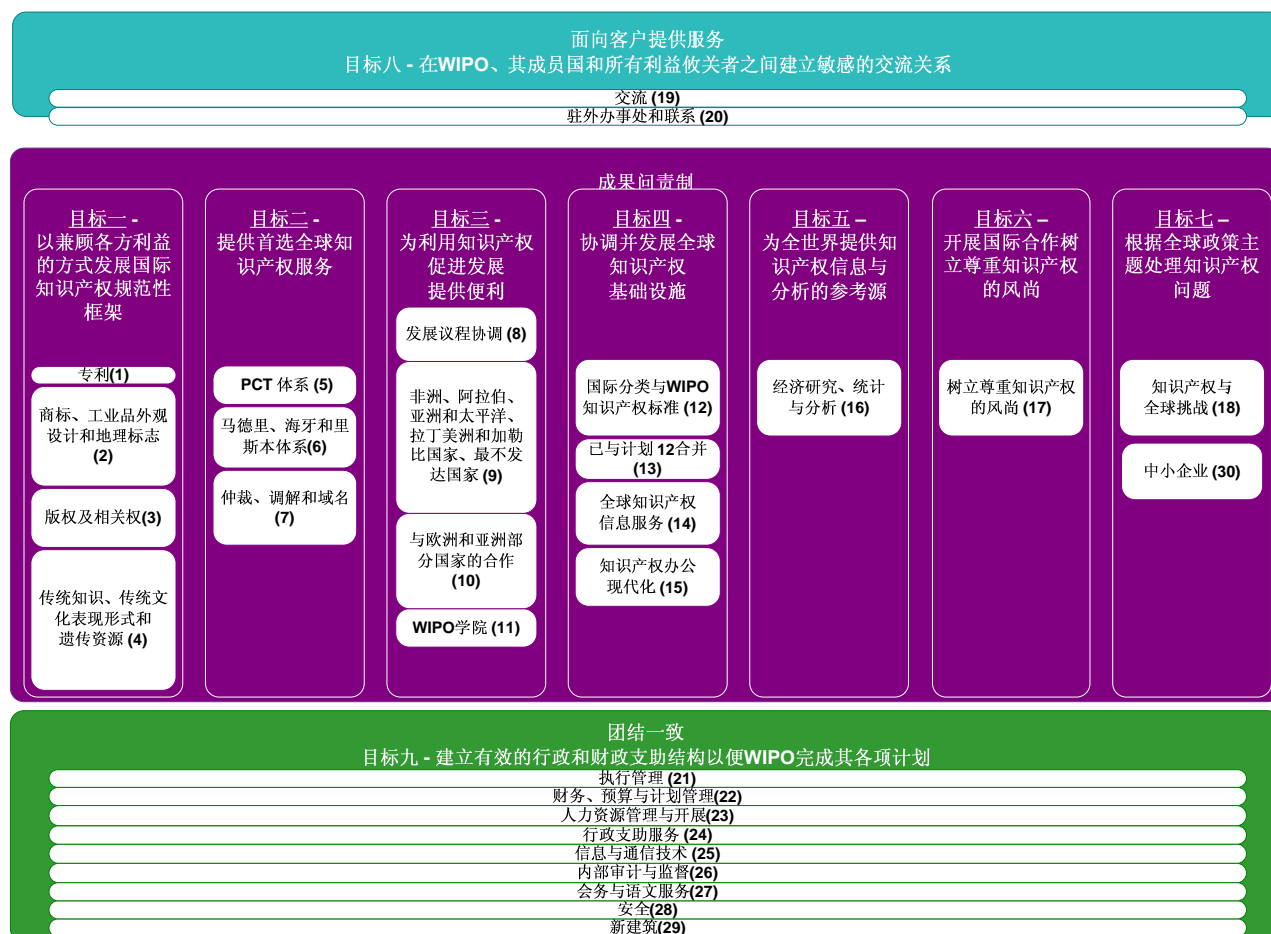 面向客户提供服务
目标八 - 在WIPO、其成员国和所有利益攸关者之间建立敏感的交流关系
交流 (19)
驻外办事处和联系 (20)
成果问责制
目标一 -
以兼顾各方利益
的方式发展国际
知识产权规范性
框架
专利(1)
商标、工业品外观
设计和地理标志
(2)
版权及相关权(3)
传统知识、传统文
化表现形式和
遗传资源 (4)
目标二 -
提供首选全球知
识产权服务
PCT 体系 (5)
马德里、海牙和里
斯本体系(6)
仲裁、调解和域名
(7)
目标三 -
为利用知识产权
促进发展
提供便利
发展议程协调 (8)
非洲、阿拉伯、
亚洲和太平洋、
拉丁美洲和加勒
比国家、最不发
达国家 (9)
与欧洲和亚洲部
分国家的合作
(10)
WIPO学院 (11)
目标四 -
协调并发展全球
知识产权
基础设施
国际分类与WIPO
知识产权标准 (12)
已与计划 12合并
(13)
全球知识产权
信息服务 (14)
知识产权办公
现代化 (15)
目标五 –
为全世界提供知
识产权信息与
分析的参考源
经济研究、统计
与分析 (16)
目标六 –
开展国际合作树
立尊重知识产权
的风尚
树立尊重知识产权
的风尚 (17)
目标七 –
根据全球政策主
题处理知识产权
问题
知识产权与
全球挑战 (18)
中小企业 (30)
团结一致
目标九 - 建立有效的行政和财政支助结构以便WIPO完成其各项计划
执行管理 (21)
财务、预算与计划管理(22)
人力资源管理与开展(23)
行政支助服务 (24)
信息与通信技术 (25)
内部审计与监督(26)
会务与语文服务(27)
安全(28)
新建筑(29)